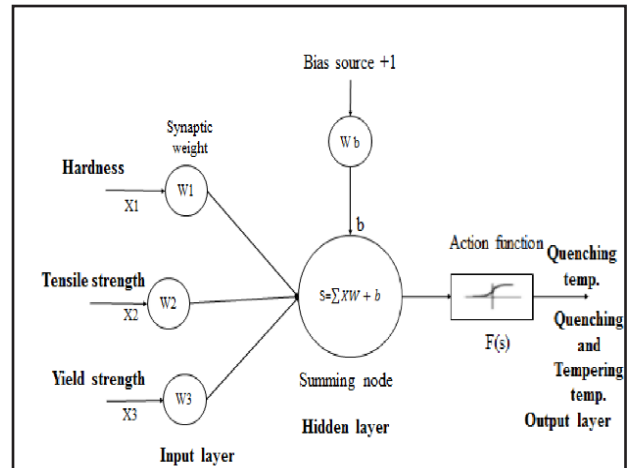 Bias source +1
W b
Synaptic
weight
Hardness
W1
X1
b
Action function
Quenching
temp.
Tensile strength
W2
X2
S=∑XW + b
F(s)
Quenching
and
Tempering
temp.
Output layer
Yield strength
W3
X3
Summing node
Hidden layer
Input layer